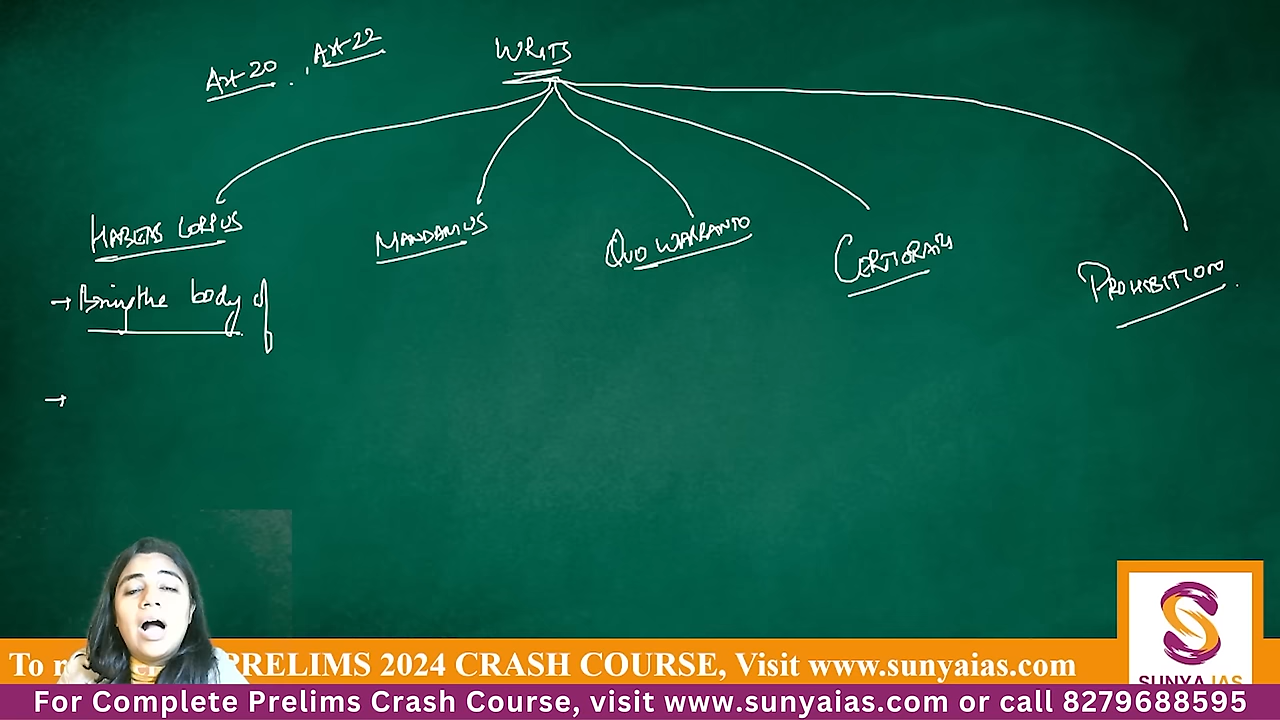 Art 20 . , Art 22
WRITS
HABEAS CORPUS
MANDAMUS
QUO WARRANTO
CERTIORARI
PROHIBITION .
→ Bring the body of
→
To PRELIMS 2024 CRASH COURSE, Visit www.sunyaias.com
SUNYA IAS
For Complete Prelims Crash Course, visit www.sunyaias.com or call 8279688595